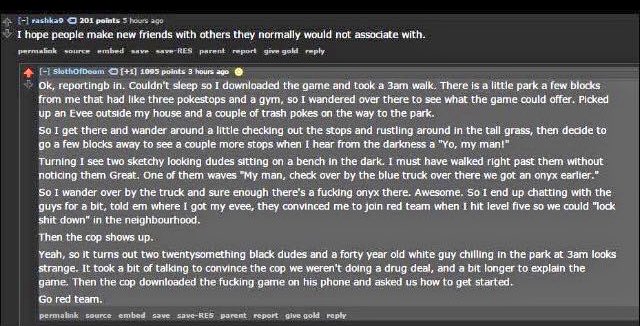 [-] rashka9 201 points 5 hours ago
I hope people make new friends with others they normally would not associate with.
permalink source embed save save-RES parent report give gold reply
[-] SlothOfDoom [+1] 1095 points 3 hours ago
Ok, reportingb in. Couldn't sleep so I downloaded the game and took a 3am walk. There is a little park a few blocks
from me that had like three pokestops and a gym, so I wandered over there to see what the game could offer. Picked
up an Evee outside my house and a couple of trash pokes on the way to the park.
So I get there and wander around a little checking out the stops and rustling around in the tall grass, then decide to
go a few blocks away to see a couple more stops when I hear from the darkness a "Yo, my man!"
Turning I see two sketchy looking dudes sitting on a bench in the dark. I must have walked right past them without
noticing them Great. One of them waves "My man, check over by the blue truck over there we got an onyx earlier."
So I wander over by the truck and sure enough there's a fucking onyx there. Awesome. So I end up chatting with the
guys for a bit, told em where I got my evee, they convinced me to join red team when I hit level five so we could "lock
shit down" in the neighbourhood.
Then the cop shows up.
Yeah, so it turns out two twentysomething black dudes and a forty year old white guy chilling in the park at 3am looks
strange. It took a bit of talking to convince the cop we weren't doing a drug deal, and a bit longer to explain the
game. Then the cop downloaded the fucking game on his phone and asked us how to get started.
Go red team.
permalink source embed save save-RES parent report give gold reply